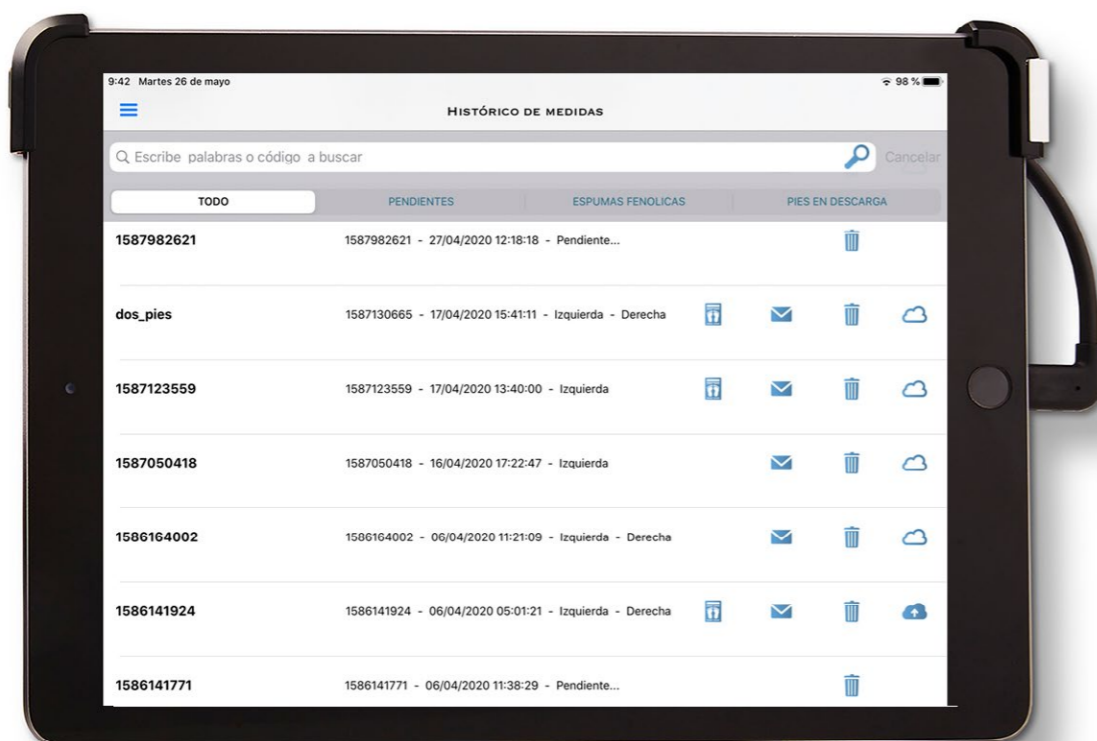 9:42 Martes 26 de mayo 98 %
HISTÓRICO DE MEDIDAS
Escribe palabras o código a buscar Cancelar
TODO PENDIENTES ESPUMAS FENOLICAS PIES EN DESCARGA
1587982621 1587982621 - 27/04/2020 12:18:18 - Pendiente...
dos_pies 1587130665 - 17/04/2020 15:41:11 - Izquierda - Derecha
1587123559 1587123559 - 17/04/2020 13:40:00 - Izquierda
1587050418 1587050418 - 16/04/2020 17:22:47 - Izquierda
1586164002 1586164002 - 06/04/2020 11:21:09 - Izquierda - Derecha
1586141924 1586141924 - 06/04/2020 05:01:21 - Izquierda - Derecha
1586141771 1586141771 - 06/04/2020 11:38:29 - Pendiente...